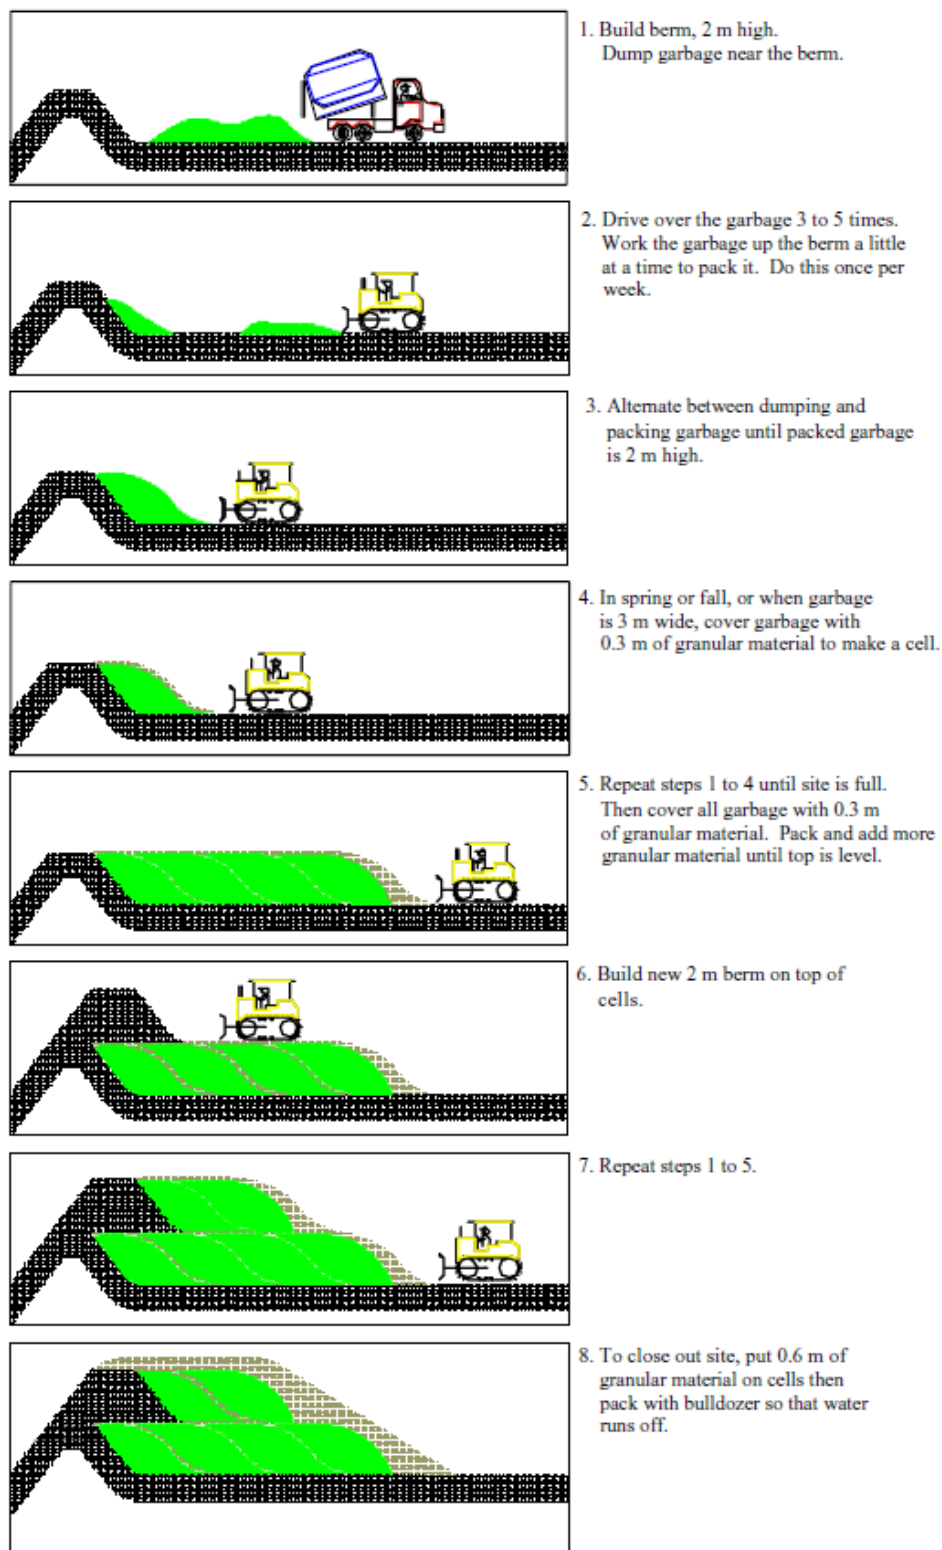 1. Build berm, 2 m high.
Dump garbage near the berm.
2. Drive over the garbage 3 to 5 times.
Work the garbage up the berm a little
at a time to pack it. Do this once per
week.
3. Alternate between dumping and
packing garbage until packed garbage
is 2 m high.
4. In spring or fall, or when garbage
is 3 m wide, cover garbage with
0.3 m of granular material to make a cell.
5. Repeat steps 1 to 4 until site is full.
Then cover all garbage with 0.3 m
of granular material. Pack and add more
granular material until top is level.
6. Build new 2 m berm on top of
cells.
7. Repeat steps 1 to 5.
8. To close out site, put 0.6 m of
granular material on cells then
pack with bulldozer so that water
runs off.